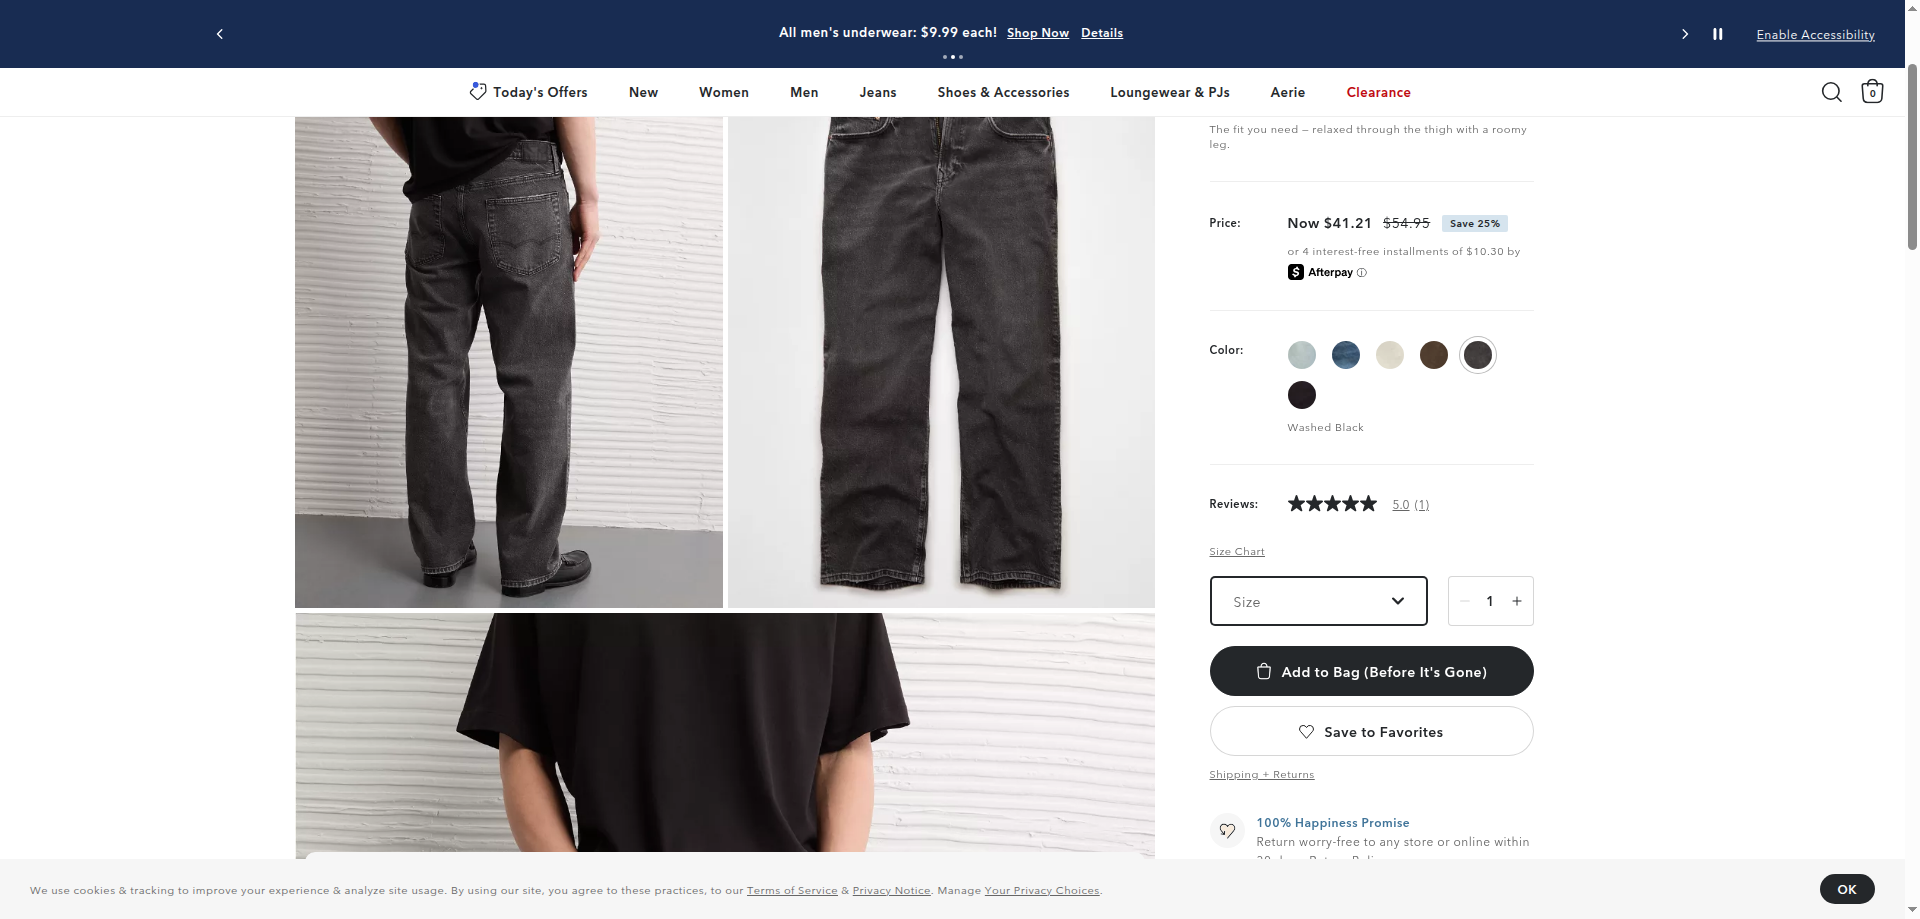 All men's underwear: $9.99 each! Shop Now Details
Enable Accessibility
Today's Offers New Women Men Jeans Shoes & Accessories Loungewear & PJs Aerie Clearance
0
The fit you need – relaxed through the thigh with a roomy
leg.
Price: Now $41.21 $54.95 Save 25%
or 4 interest-free installments of $10.30 by
$ Afterpay
Color:
Washed Black
Reviews: 5.0 (1)
Size Chart
Size
− 1 +
Add to Bag (Before It's Gone)
Save to Favorites
Shipping + Returns
100% Happiness Promise
Return worry-free to any store or online within
We use cookies & tracking to improve your experience & analyze site usage. By using our site, you agree to these practices, to our Terms of Service & Privacy Notice. Manage Your Privacy Choices.
OK